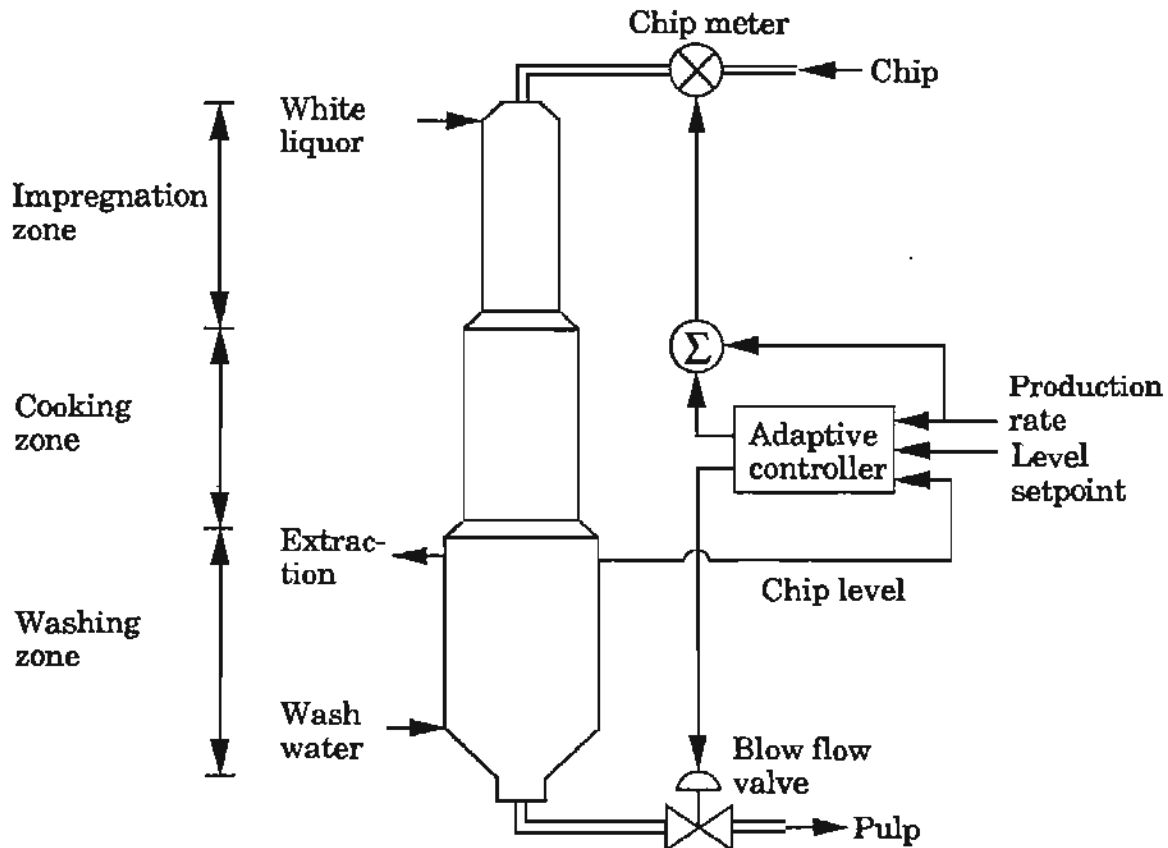 Chip meter
Chip
White
liquor
Impregnation
zone
Σ
Production
rate
Cooking
zone
Adaptive
controller
Level
setpoint
Extrac-
tion
Chip level
Washing
zone
Wash
water
Blow flow
valve
Pulp